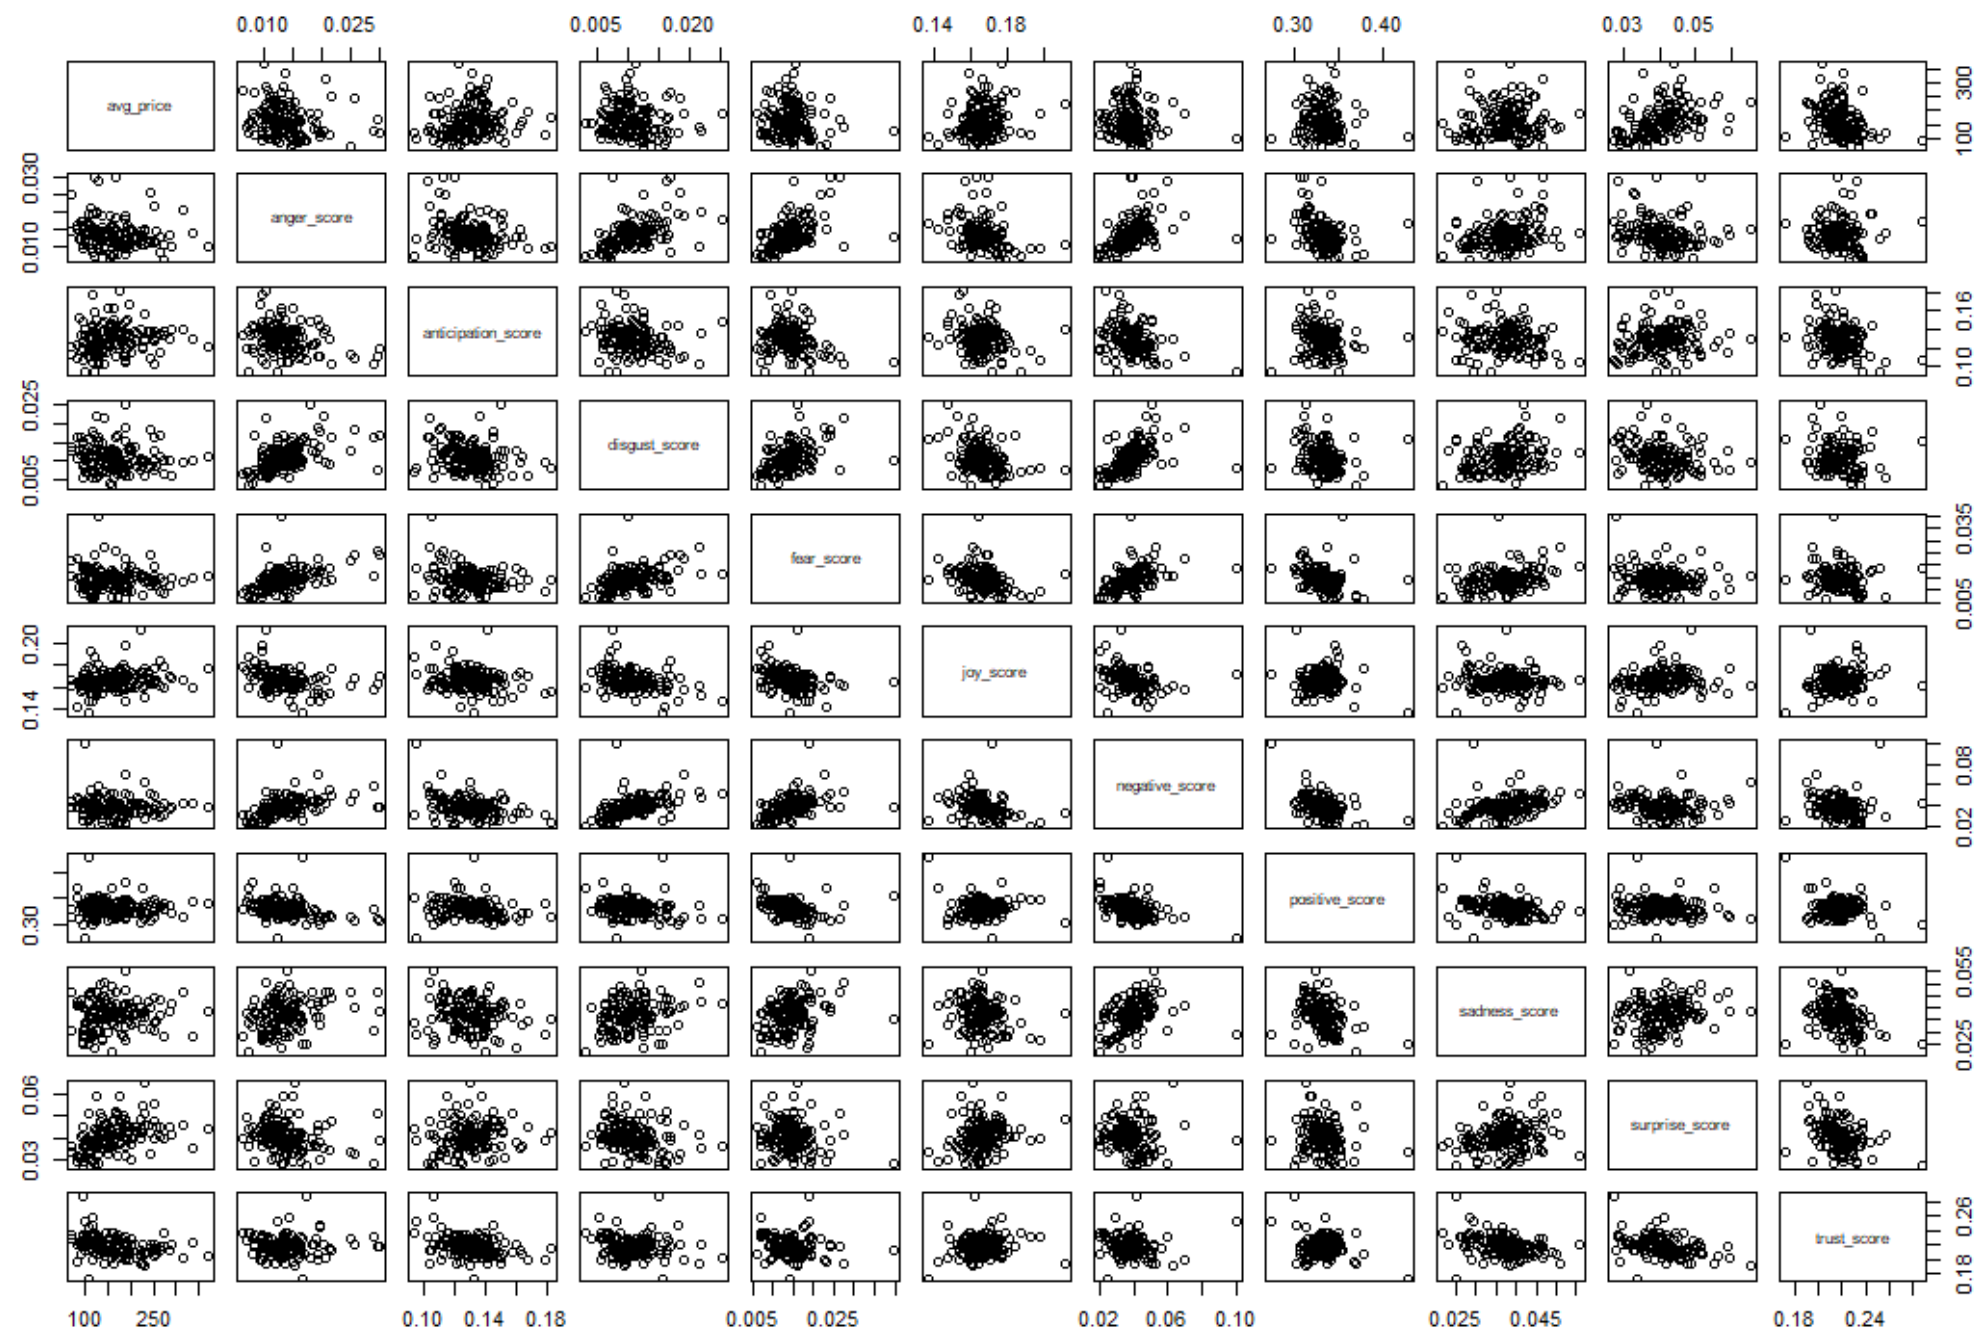 0.010 0.025 0.005 0.020 0.14 0.18 0.30 0.40 0.03 0.05
avg_price 100 300
0.010 0.030 anger_score
anticipation_score 0.10 0.16
0.005 0.025 disgust_score
fear_score 0.005 0.035
0.14 0.20 joy_score
negative_score 0.02 0.08
0.30 positive_score
sadness_score 0.025 0.055
0.03 0.06 surprise_score
trust_score 0.18 0.26
100 250 0.10 0.14 0.18 0.005 0.025 0.02 0.06 0.10 0.025 0.045 0.18 0.24